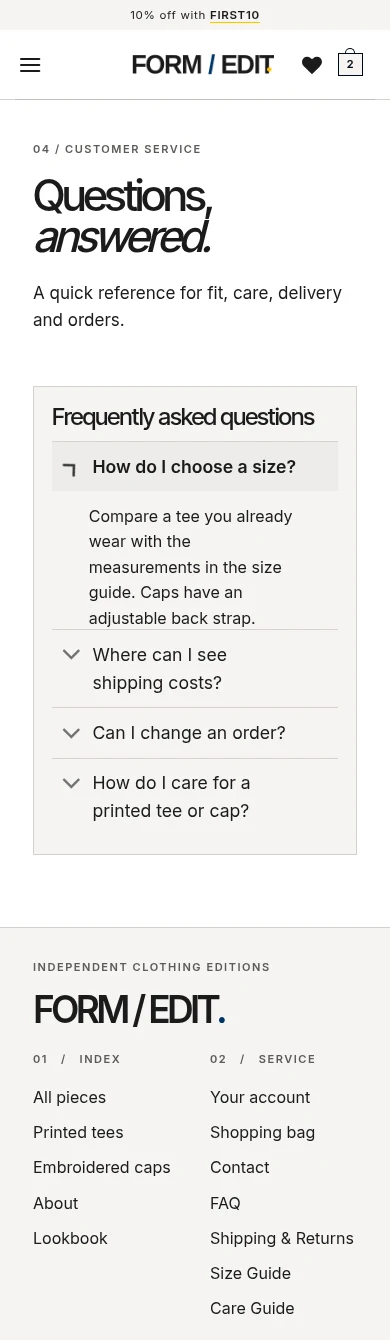 10% off with FIRST10
FORM / EDIT.
2
04 / CUSTOMER SERVICE
Questions,
answered.
A quick reference for fit, care, delivery
and orders.
Frequently asked questions
How do I choose a size?
Compare a tee you already
wear with the
measurements in the size
guide. Caps have an
adjustable back strap.
Where can I see
shipping costs?
Can I change an order?
How do I care for a
printed tee or cap?
INDEPENDENT CLOTHING EDITIONS
FORM / EDIT.
01 / INDEX
All pieces
Printed tees
Embroidered caps
About
Lookbook
02 / SERVICE
Your account
Shopping bag
Contact
FAQ
Shipping & Returns
Size Guide
Care Guide